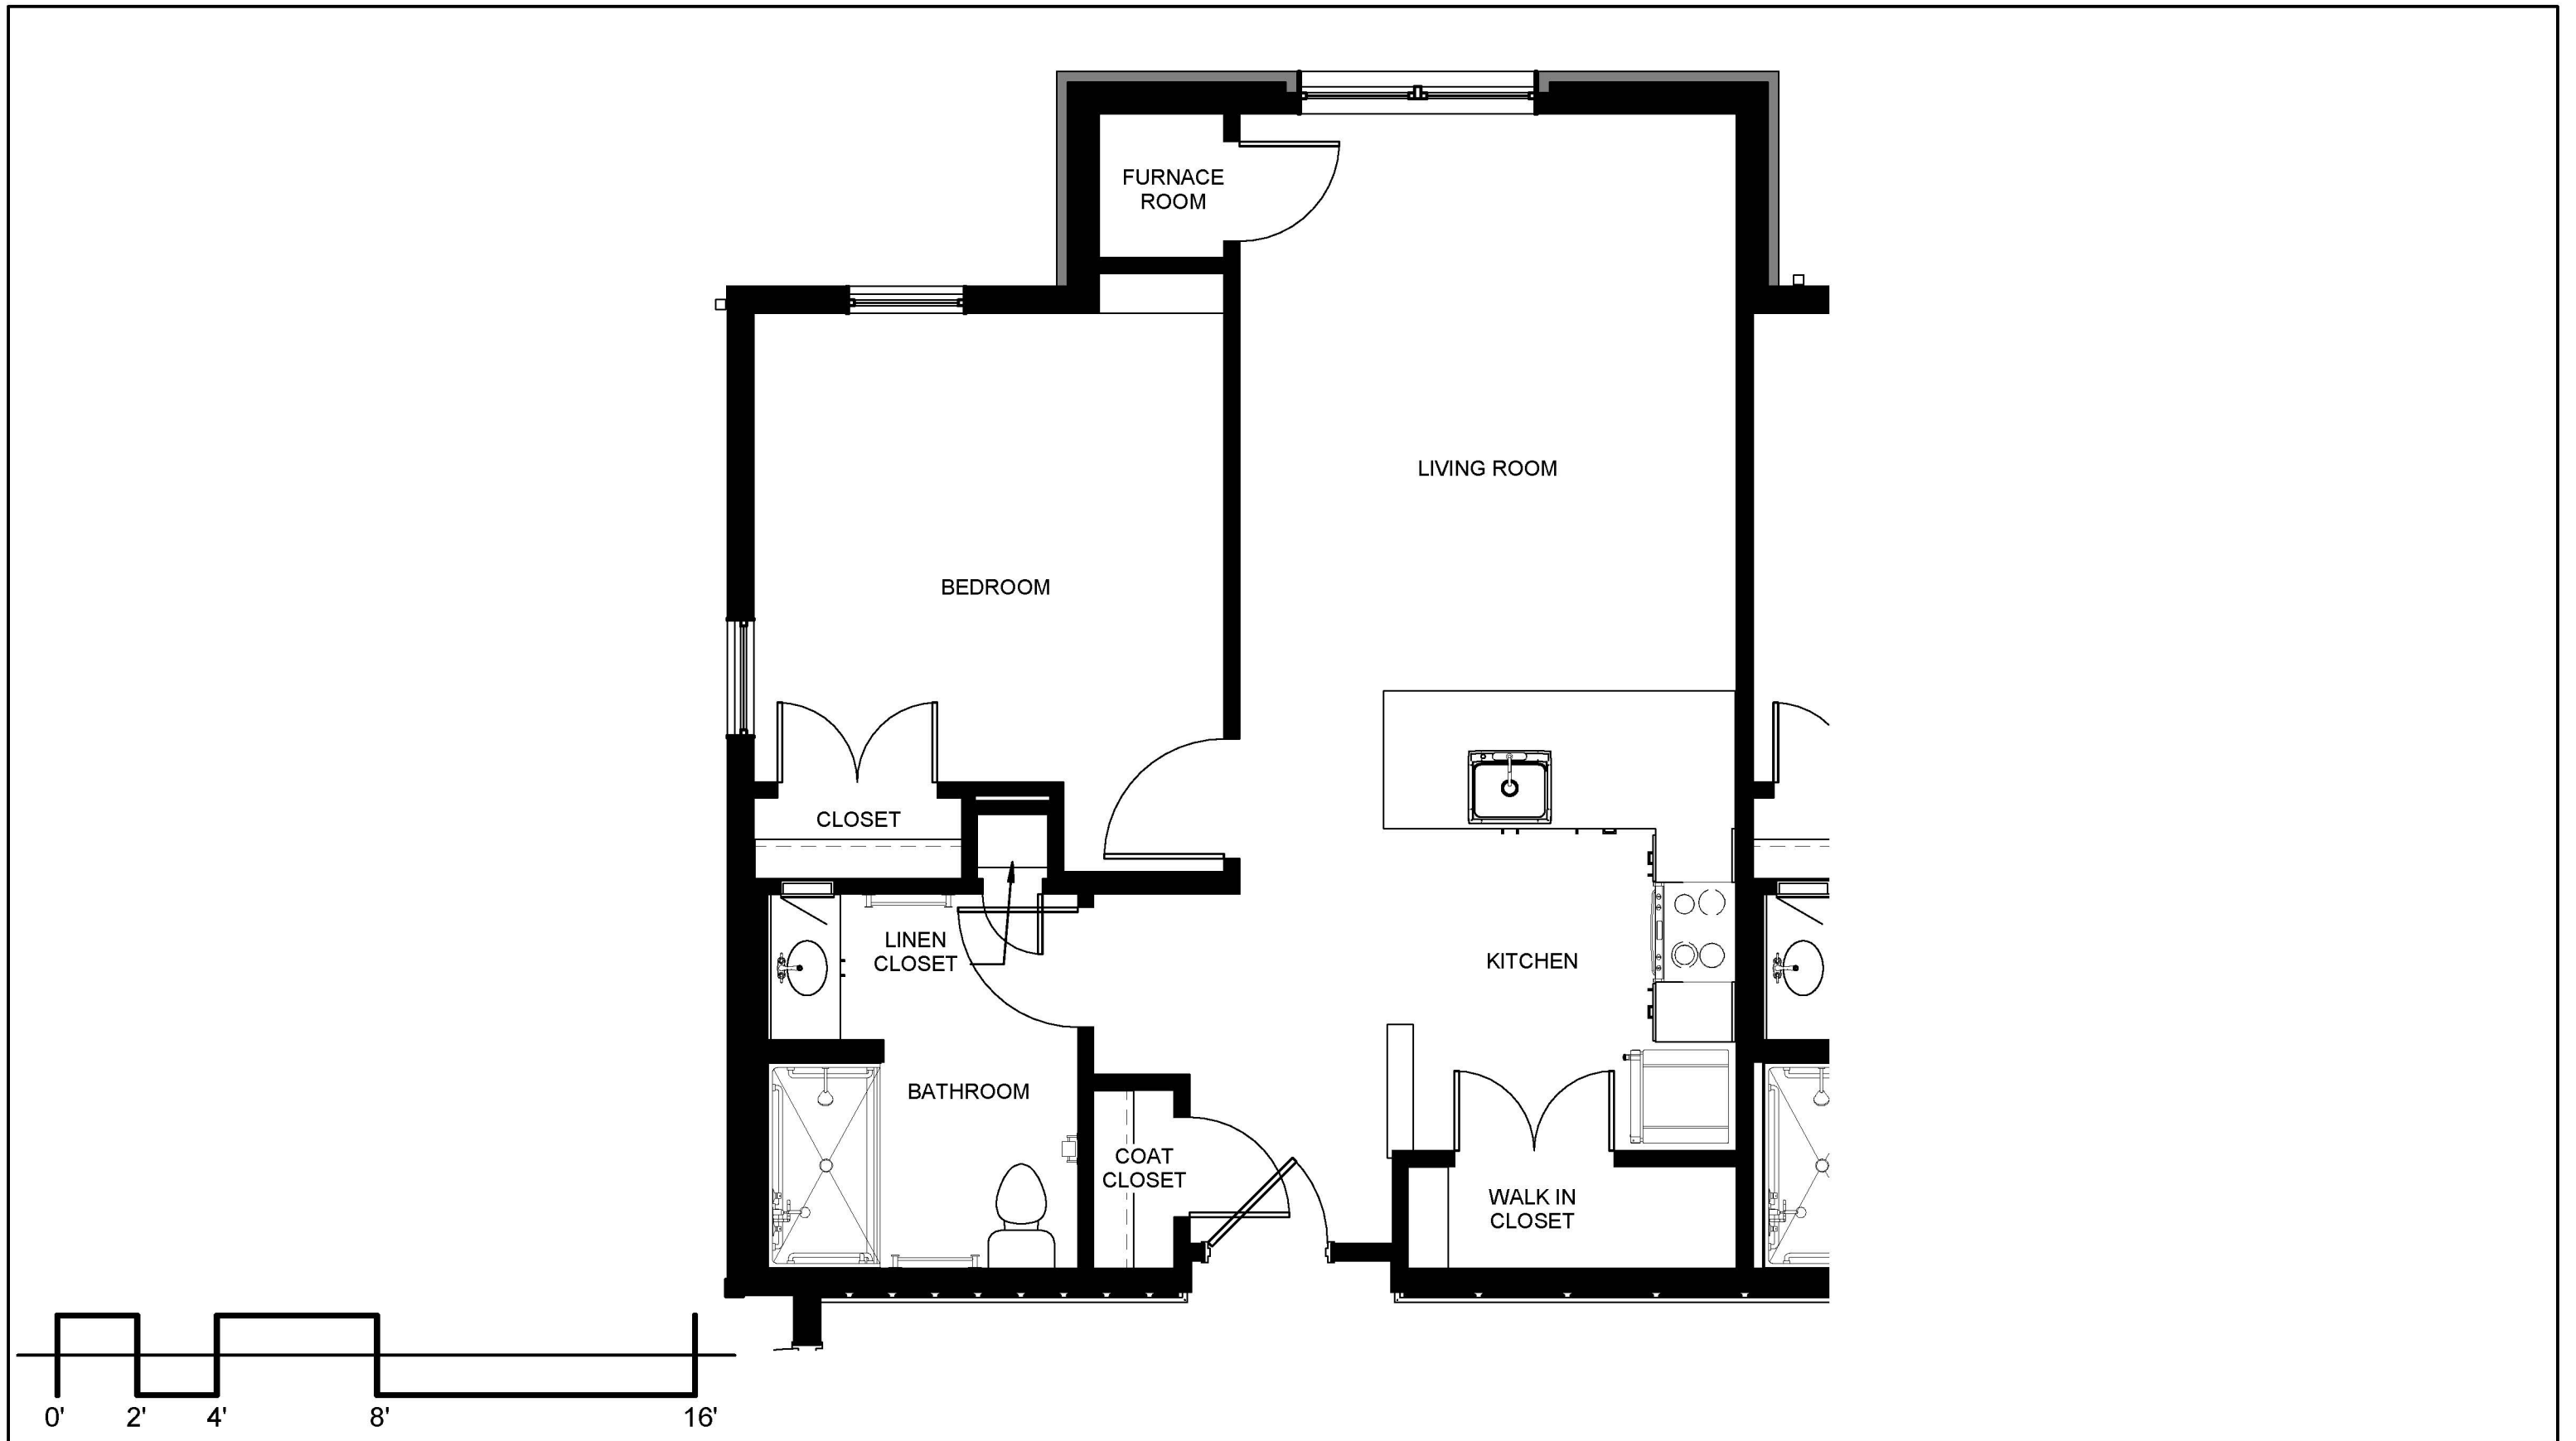 FURNACE
ROOM
LIVING ROOM
BEDROOM
CLOSET
LINEN
CLOSET
KITCHEN
BATHROOM
COAT
CLOSET
WALK IN
CLOSET
0' 2' 4' 8' 16'